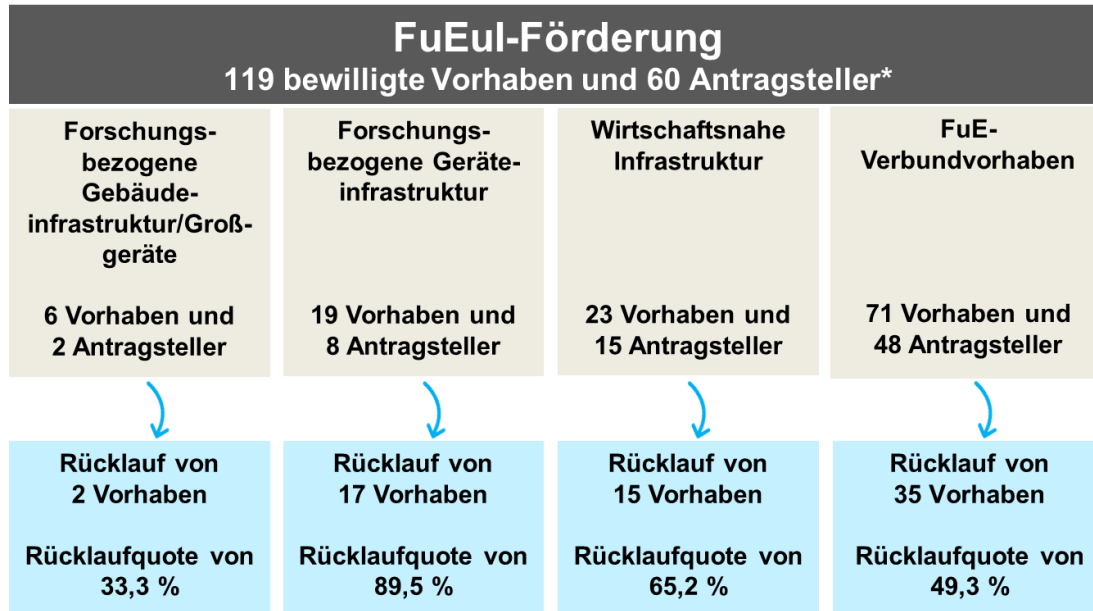 FuEuI-Förderung
119 bewilligte Vorhaben und 60 Antragsteller*
Forschungs-
bezogene
Gebäude-
infrastruktur/Groß-
geräte
6 Vorhaben und
2 Antragsteller
Forschungs-
bezogene Geräte-
infrastruktur
19 Vorhaben und
8 Antragsteller
Wirtschaftsnahe
Infrastruktur
23 Vorhaben und
15 Antragsteller
FuE-
Verbundvorhaben
71 Vorhaben und
48 Antragsteller
Rücklauf von
2 Vorhaben
Rücklaufquote von
33,3 %
Rücklauf von
17 Vorhaben
Rücklaufquote von
89,5 %
Rücklauf von
15 Vorhaben
Rücklaufquote von
65,2 %
Rücklauf von
35 Vorhaben
Rücklaufquote von
49,3 %